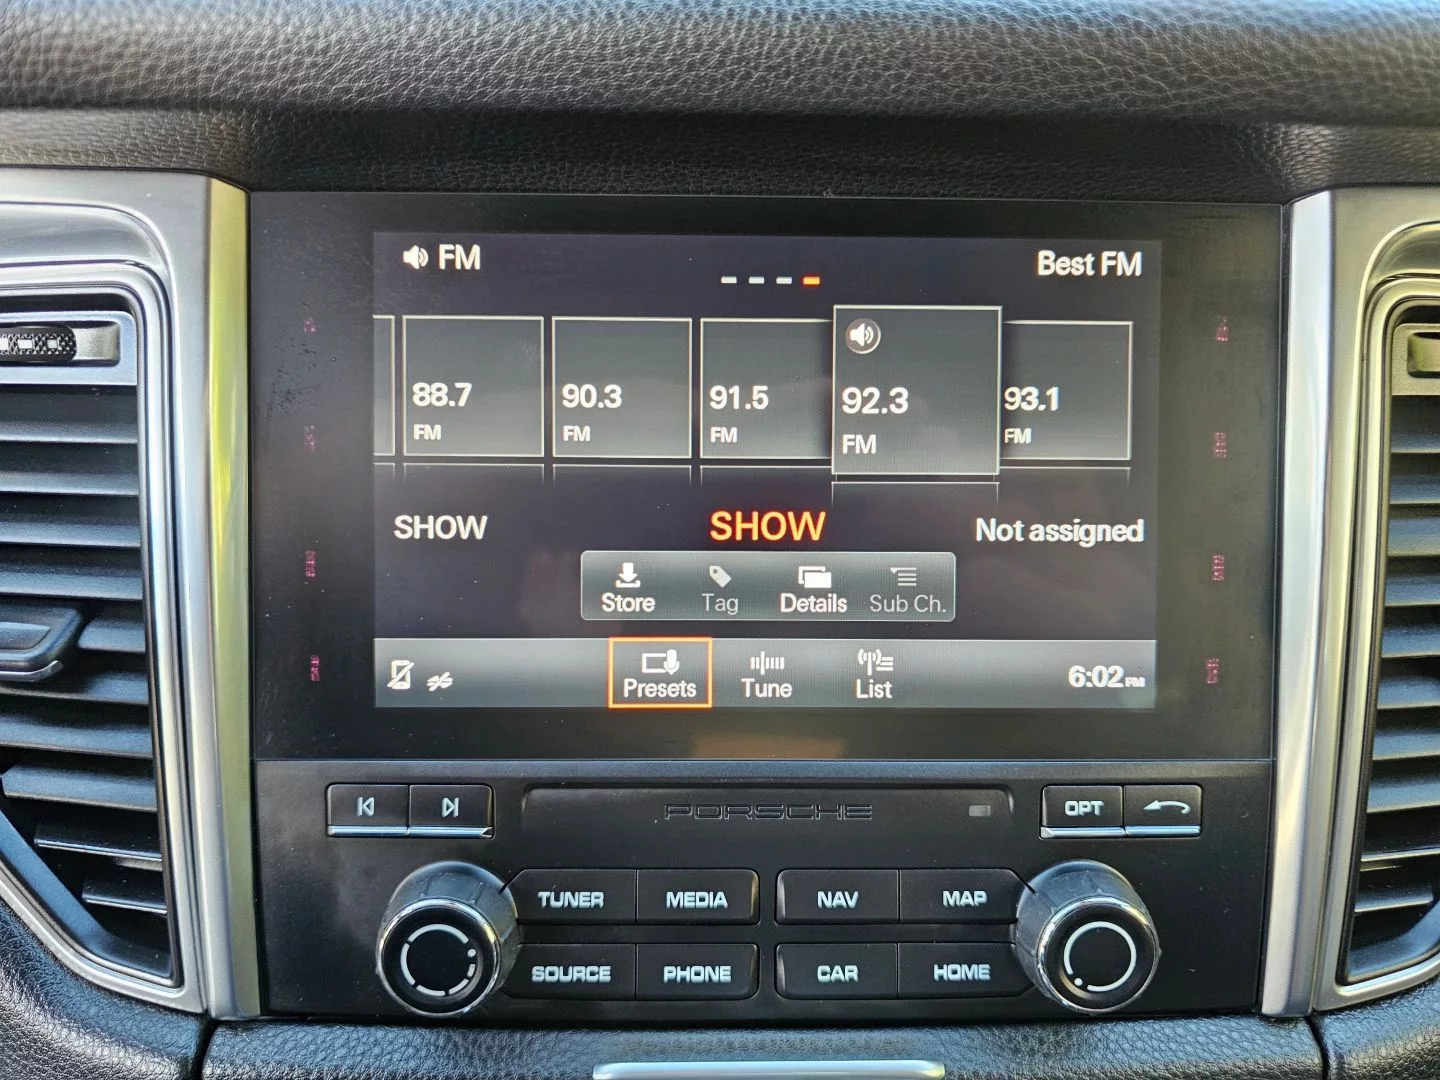 FM
Best FM
88.7 90.3 91.5 92.3 93.1
FM FM FM FM FM
SHOW SHOW Not assigned
Store Tag Details Sub Ch.
Presets Tune List 6:02 PM
PORSCHE
OPT
TUNER MEDIA NAV MAP
SOURCE PHONE CAR HOME